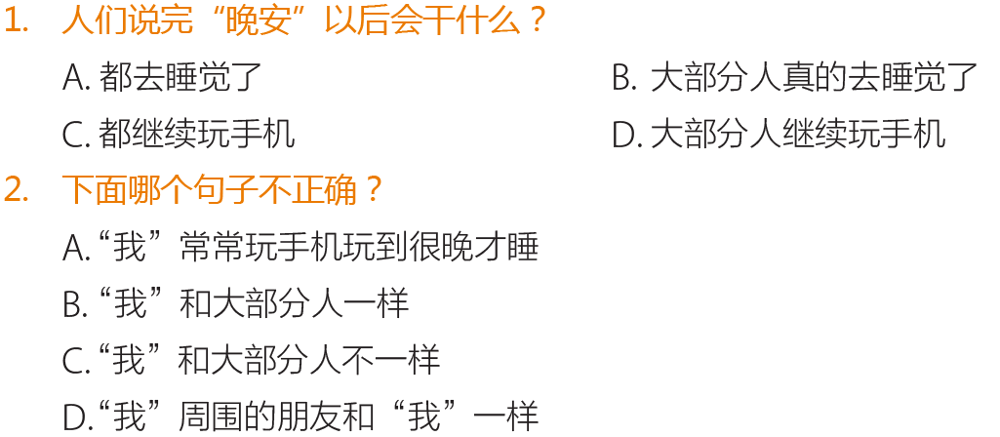 1. 人们说完“晚安”以后会干什么？
A. 都去睡觉了 B. 大部分人真的去睡觉了
C. 都继续玩手机 D. 大部分人继续玩手机
2. 下面哪个句子不正确？
A.“我”常常玩手机玩到很晚才睡
B.“我”和大部分人一样
C.“我”和大部分人不一样
D.“我”周围的朋友和“我”一样